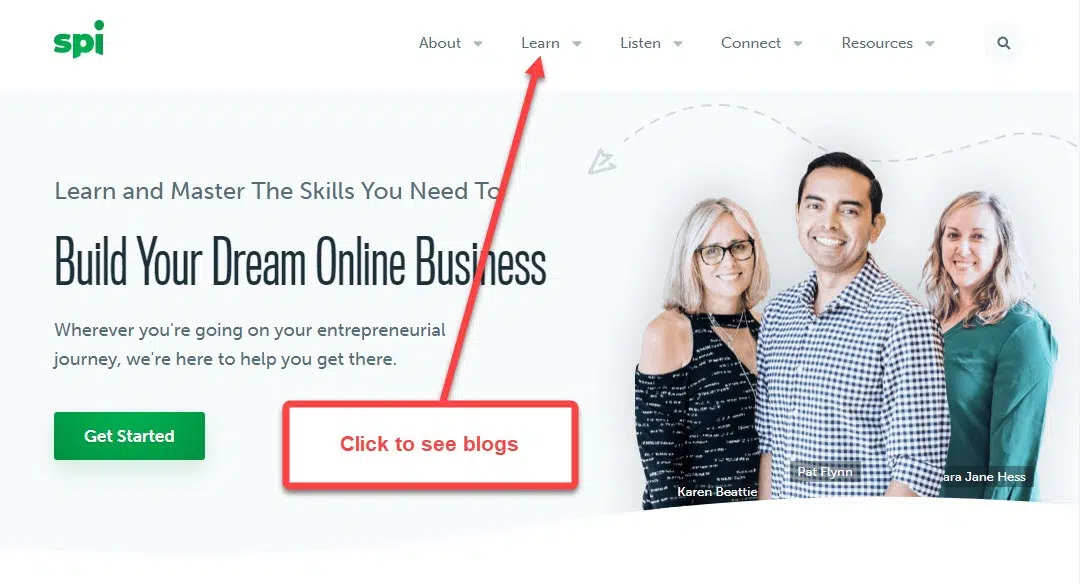 spi
About
Learn
Listen
Connect
Resources
Learn and Master The Skills You Need To
Build Your Dream Online Business
Wherever you're going on your entrepreneurial
journey, we're here to help you get there.
Get Started
Click to see blogs
Karen Beattie
Pat Flynn
ara Jane Hess